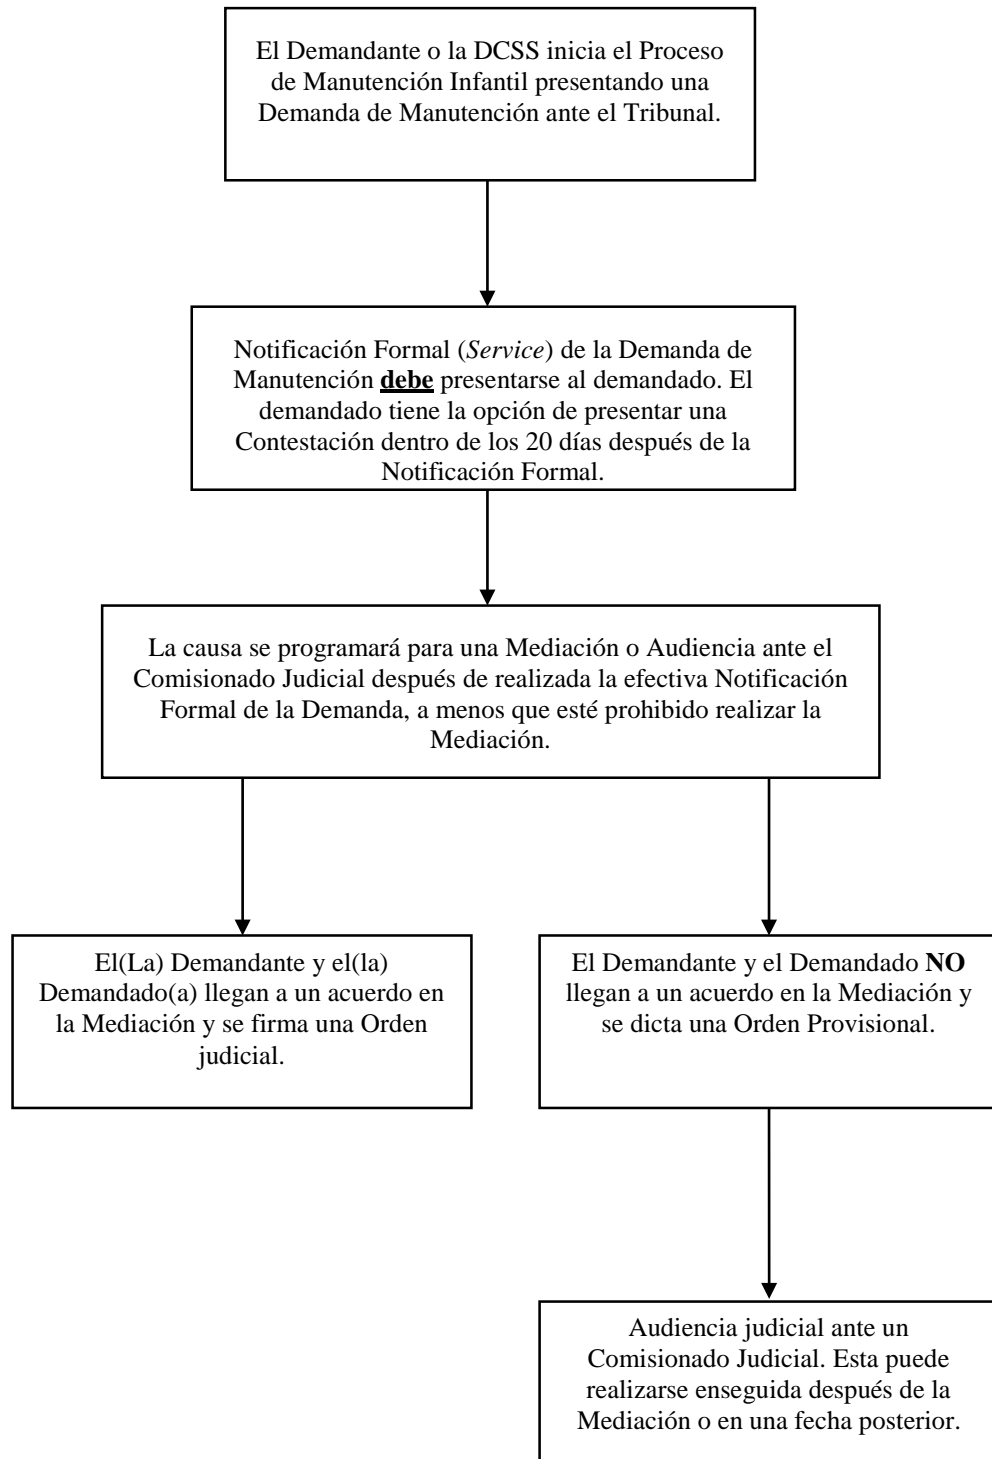 El Demandante o la DCSS inicia el Proceso
de Manutención Infantil presentando una
Demanda de Manutención ante el Tribunal.
Notificación Formal (Service) de la Demanda de
Manutención debe presentarse al demandado. El
demandado tiene la opción de presentar una
Contestación dentro de los 20 días después de la
Notificación Formal.
La causa se programará para una Mediación o Audiencia ante el
Comisionado Judicial después de realizada la efectiva Notificación
Formal de la Demanda, a menos que esté prohibido realizar la
Mediación.
El(La) Demandante y el(la)
Demandado(a) llegan a un acuerdo en
la Mediación y se firma una Orden
judicial.
El Demandante y el Demandado NO
llegan a un acuerdo en la Mediación y
se dicta una Orden Provisional.
Audiencia judicial ante un
Comisionado Judicial. Esta puede
realizarse enseguida después de la
Mediación o en una fecha posterior.